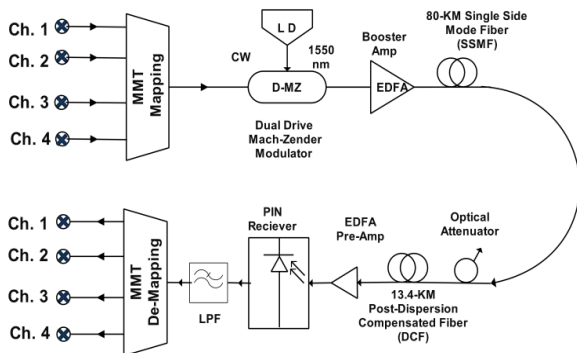 Ch. 1
Ch. 2
Ch. 3
Ch. 4
MMT
Mapping
CW
L D
1550
nm
D-MZ
Dual Drive
Mach-Zender
Modulator
Booster
Amp
EDFA
80-KM Single Side
Mode Fiber
(SSMF)
Ch. 1
Ch. 2
Ch. 3
Ch. 4
MMT
De-Mapping
LPF
PIN
Reciever
EDFA
Pre-Amp
13.4-KM
Post-Dispersion
Compensated Fiber
(DCF)
Optical
Attenuator